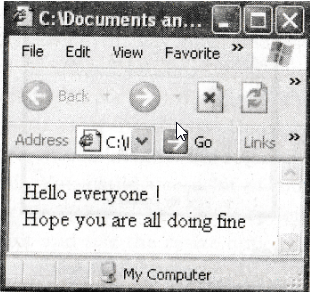 C:\Documents an...
File Edit View Favorite »
Back »
Address C:\ Go Links »
Hello everyone !
Hope you are all doing fine
My Computer